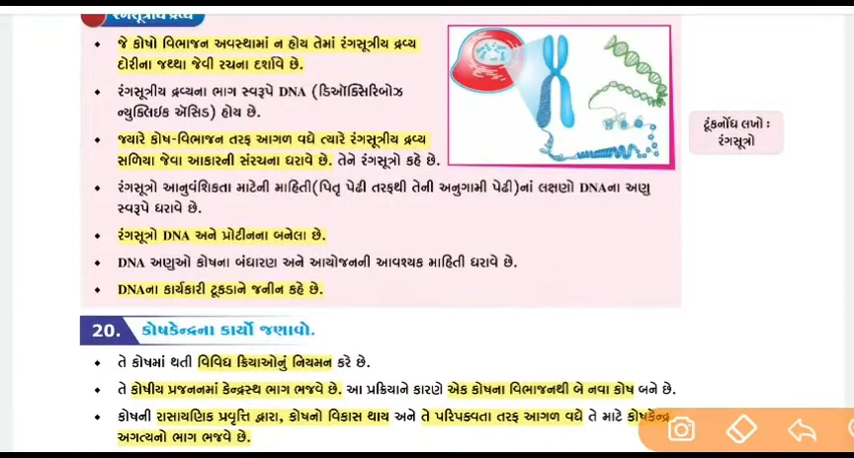 રંગસૂત્રીય દ્રવ્ય
• જે કોષો વિભાજન અવસ્થામાં ન હોય તેમાં રંગસૂત્રીય દ્રવ્ય
દોરીના જથ્થા જેવી રચના દર્શાવે છે.
• રંગસૂત્રીય દ્રવ્યના ભાગ સ્વરૂપે DNA (ડિઑક્સિરિબોઝ
ન્યુક્લિઇક ઍસિડ) હોય છે.
• જ્યારે કોષ-વિભાજન તરફ આગળ વધે ત્યારે રંગસૂત્રીય દ્રવ્ય
સળિયા જેવા આકારની સંરચના ધરાવે છે. તેને રંગસૂત્રો કહે છે.
ટૂંકનોંધ લખો :
રંગસૂત્રો
• રંગસૂત્રો આનુવંશિકતા માટેની માહિતી(પિતૃ પેઢી તરફથી તેની અનુગામી પેઢી)નાં લક્ષણો DNAના અણુ
સ્વરૂપે ધરાવે છે.
• રંગસૂત્રો DNA અને પ્રોટીનના બનેલા છે.
• DNA અણુઓ કોષના બંધારણ અને આયોજનની આવશ્યક માહિતી ધરાવે છે.
• DNAના કાર્યકારી ટૂકડાને જનીન કહે છે.
20. કોષકેન્દ્રના કાર્યો જણાવો.
• તે કોષમાં થતી વિવિધ ક્રિયાઓનું નિયમન કરે છે.
• તે કોષીય પ્રજનનમાં કેન્દ્રસ્થ ભાગ ભજવે છે. આ પ્રક્રિયાને કારણે એક કોષના વિભાજનથી બે નવા કોષ બને છે.
• કોષની રાસાયણિક પ્રવૃત્તિ દ્વારા, કોષનો વિકાસ થાય અને તે પરિપક્વતા તરફ આગળ વધે તે માટે કોષકેન્દ્ર
અગત્યનો ભાગ ભજવે છે.